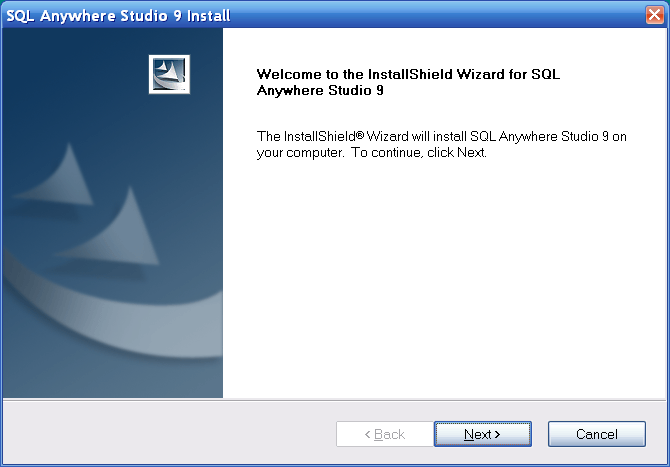 SQL Anywhere Studio 9 Install
Welcome to the InstallShield Wizard for SQL
Anywhere Studio 9
The InstallShield® Wizard will install SQL Anywhere Studio 9 on
your computer. To continue, click Next.
< Back
Next >
Cancel